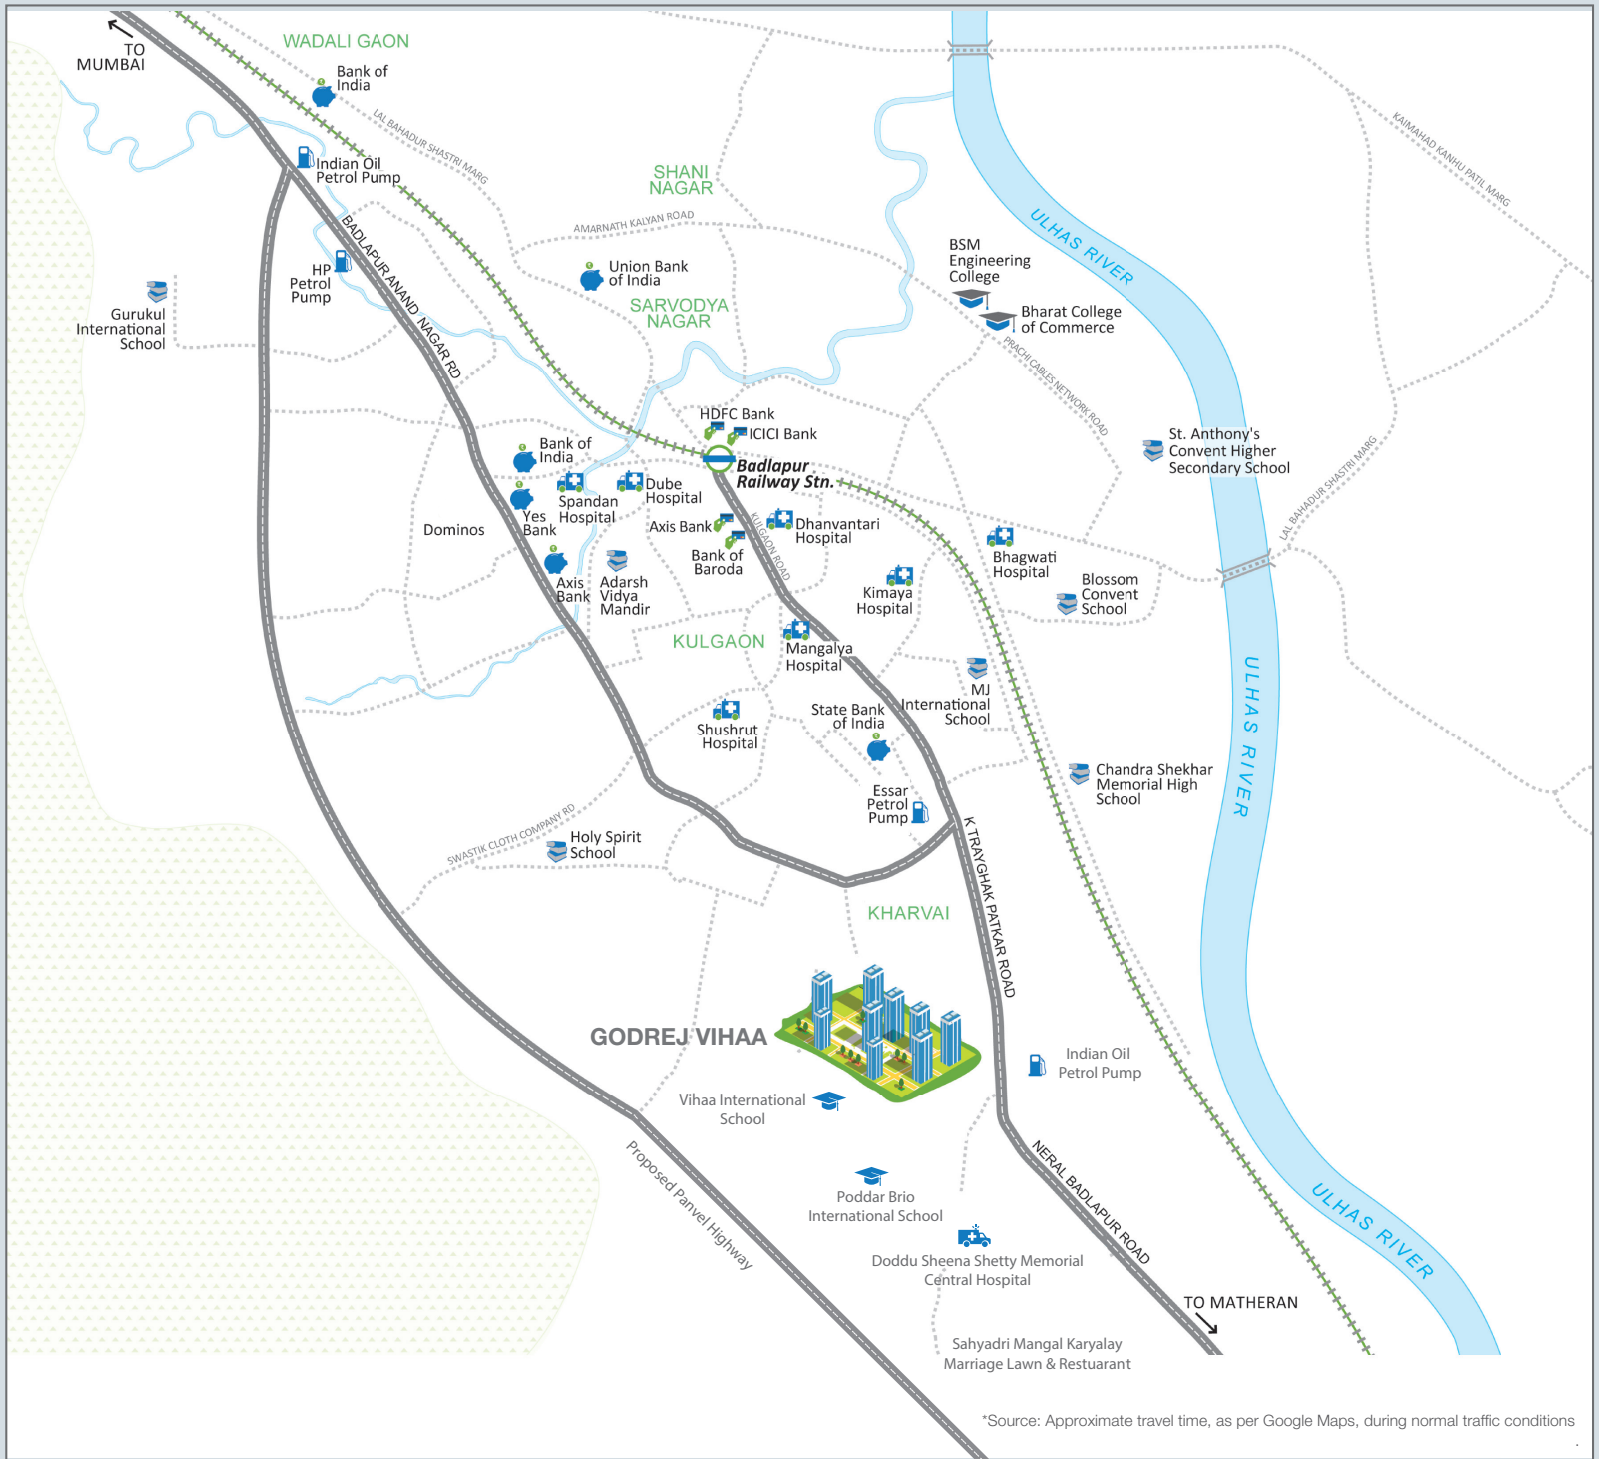 TO
MUMBAI
WADALI GAON
Bank of
India
LAL BAHADUR SHASTRI MARG
Indian Oil
Petrol Pump
SHANI
NAGAR
AMARNATH KALYAN ROAD
KAIMAHAD KANHU PATIL MARG
ULHAS RIVER
BSM
Engineering
College
Bharat College
of Commerce
PRACHI CABLES NETWORK ROAD
HP
Petrol
Pump
BADLAPUR ANAND NAGAR RD
Gurukul
International
School
Union Bank
of India
SARVODYA
NAGAR
HDFC Bank
ICICI Bank
Badlapur
Railway Stn.
Bank of
India
Yes
Bank
Spandan
Hospital
Dube
Hospital
Dominos
Axis Bank
Bank of
Baroda
KULGAON ROAD
Dhanvantari
Hospital
St. Anthony's
Convent Higher
Secondary School
LAL BAHADUR SHASTRI MARG
Axis
Bank
Adarsh
Vidya
Mandir
Kimaya
Hospital
Bhagwati
Hospital
Blossom
Convent
School
KULGAON
Mangalya
Hospital
MJ
International
School
Shushrut
Hospital
State Bank
of India
ULHAS RIVER
Essar
Petrol
Pump
Chandra Shekhar
Memorial High
School
SWASTIK CLOTH COMPANY RD
Holy Spirit
School
K TRAYGHAK PATKAR ROAD
KHARVAI
GODREJ VIHAA
Indian Oil
Petrol Pump
Vihaa International
School
Proposed Panvel Highway
NERAL BADLAPUR ROAD
Poddar Brio
International School
ULHAS RIVER
Doddu Sheena Shetty Memorial
Central Hospital
TO MATHERAN
Sahyadri Mangal Karyalay
Marriage Lawn & Restuarant
*Source: Approximate travel time, as per Google Maps, during normal traffic conditions
.